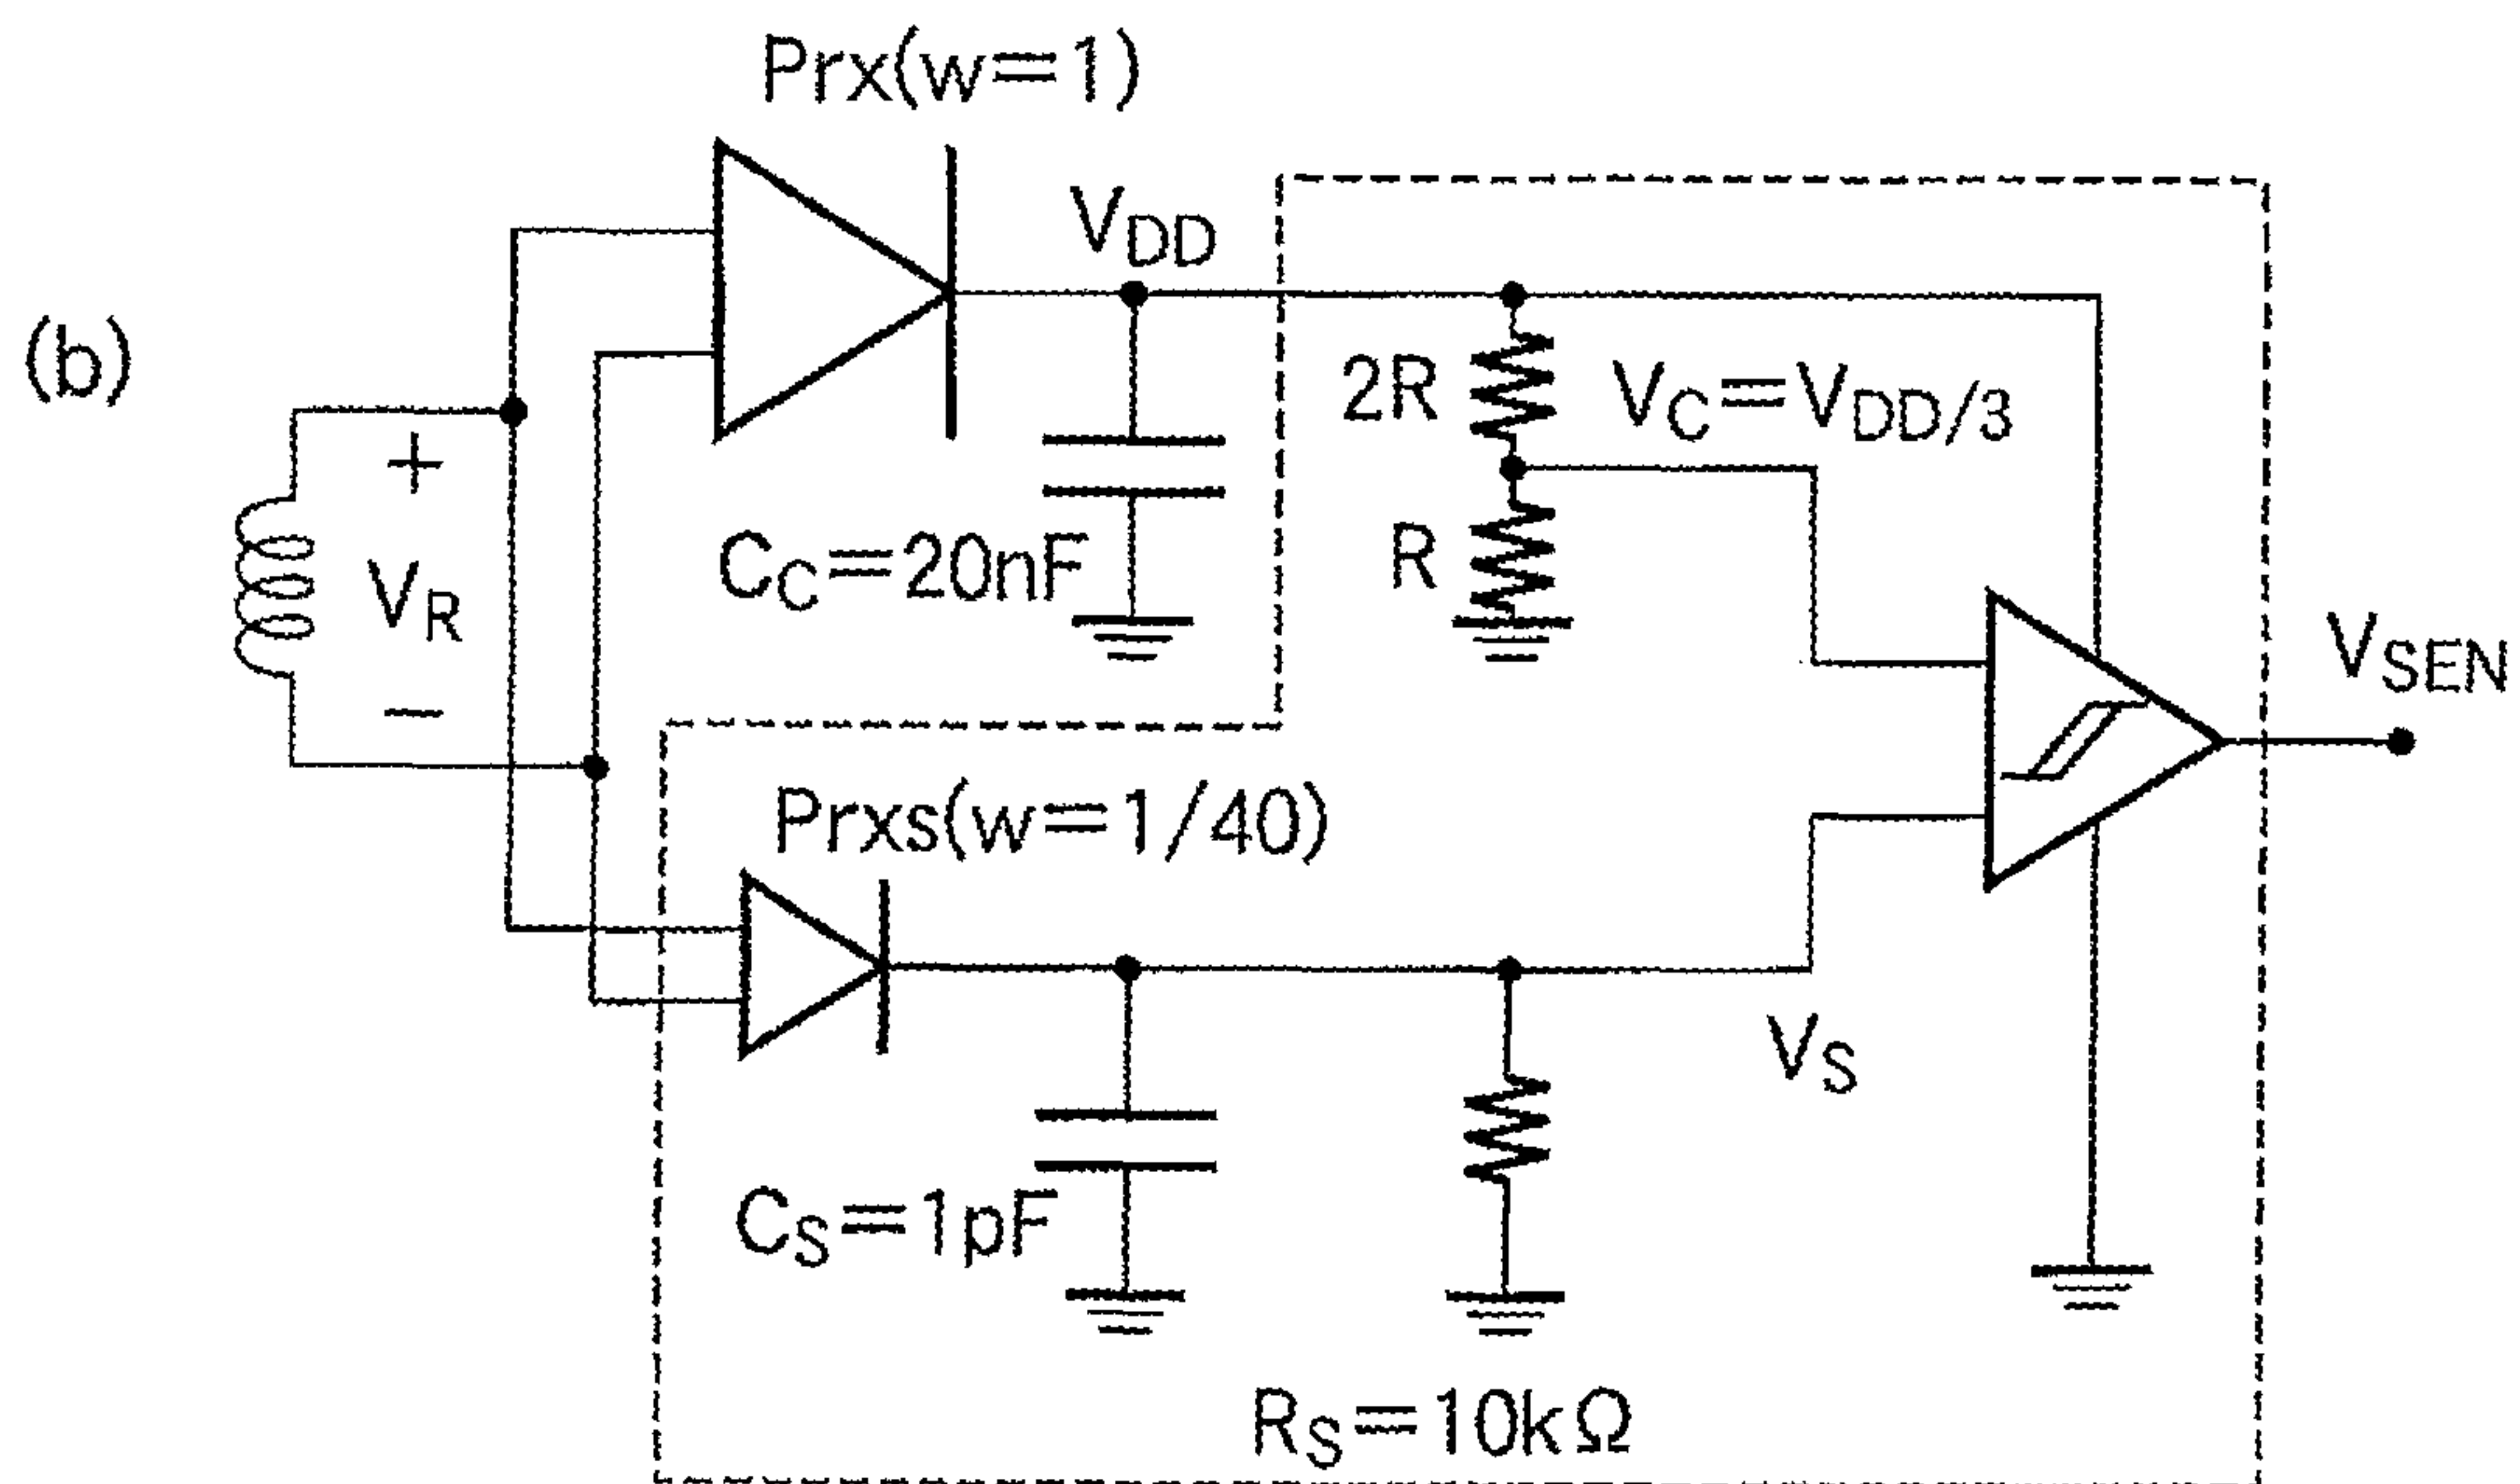 Prx(w=1)
VDD
(b)
2R
VC=VDD/3
+
VR
−
CC=20nF
R
VSEN
Prxs(w=1/40)
VS
CS=1pF
RS=10kΩ